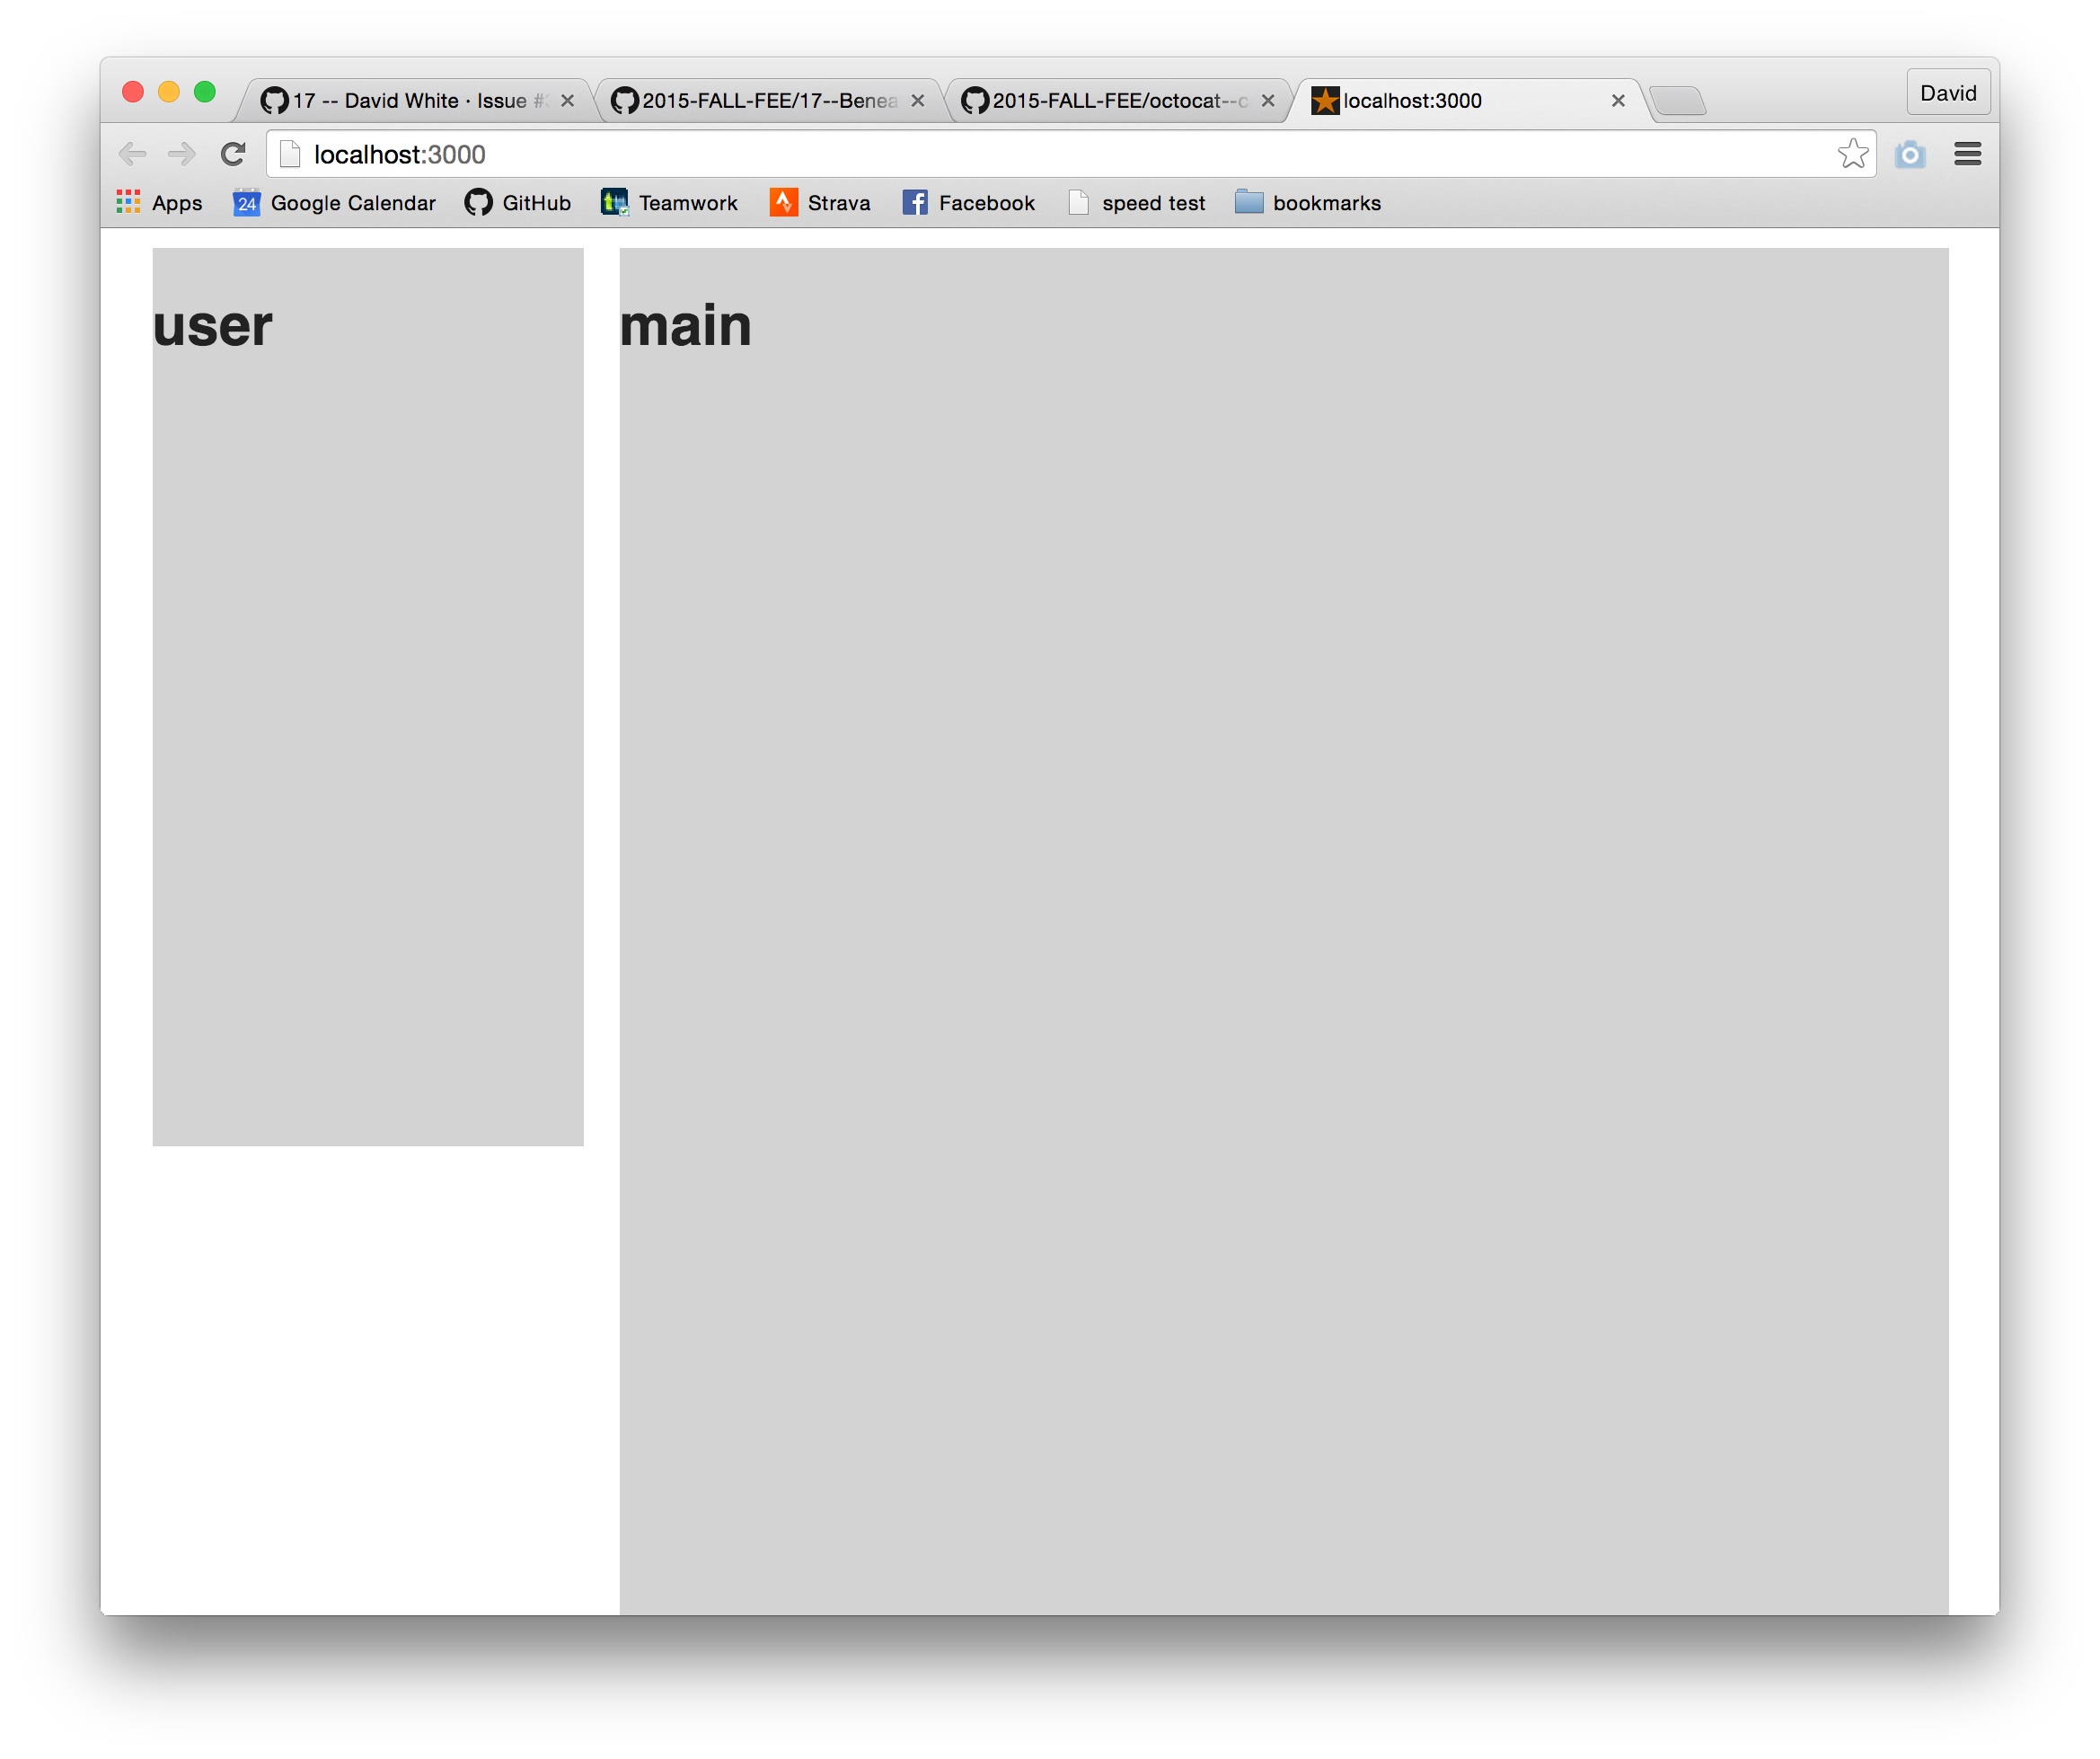 17 -- David White · Issue #
2015-FALL-FEE/17--Benea
2015-FALL-FEE/octocat--c
localhost:3000
David
localhost:3000
Apps
24
Google Calendar
GitHub
Teamwork
Strava
Facebook
speed test
bookmarks
user
main